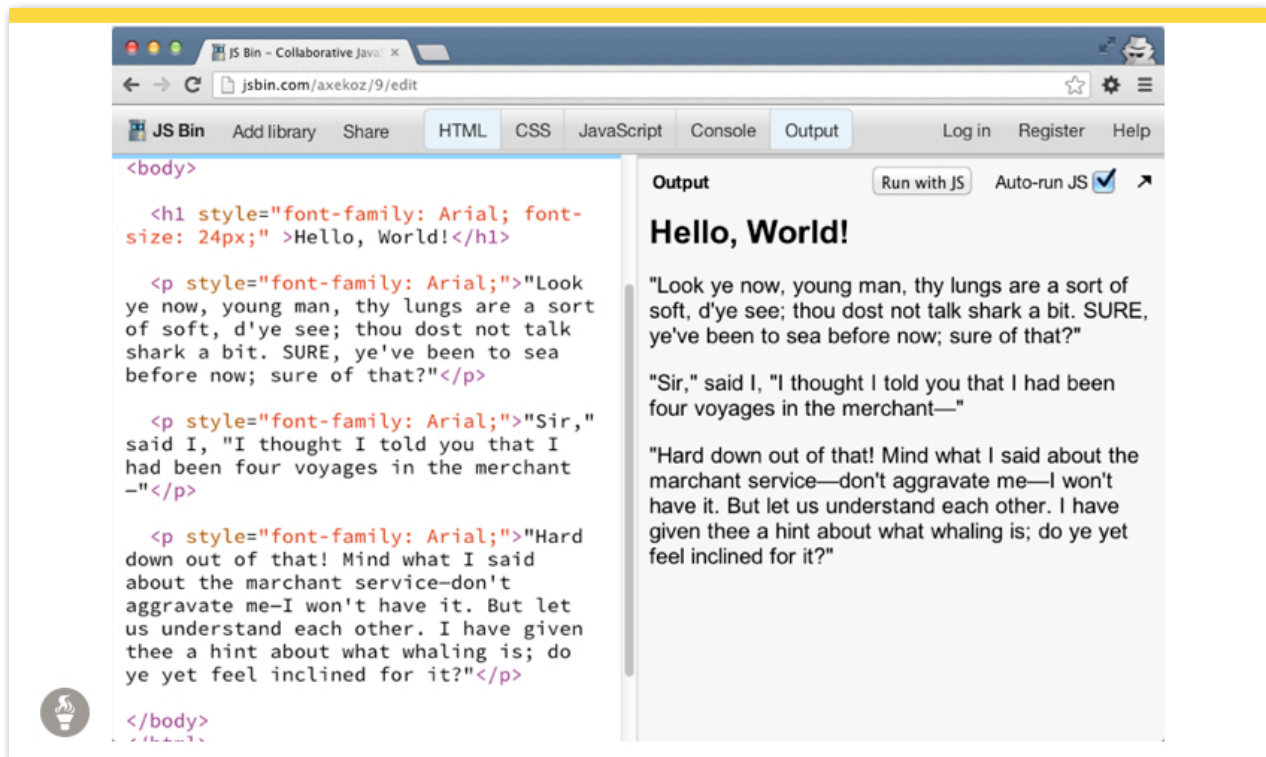 JS Bin - Collaborative Java
jsbin.com/axekoz/9/edit
JS Bin Add library Share HTML CSS JavaScript Console Output Log in Register Help
<body>
<h1 style="font-family: Arial; font-
size: 24px;" >Hello, World!</h1>
<p style="font-family: Arial;">"Look
ye now, young man, thy lungs are a sort
of soft, d'ye see; thou dost not talk
shark a bit. SURE, ye've been to sea
before now; sure of that?"</p>
<p style="font-family: Arial;">"Sir,"
said I, "I thought I told you that I
had been four voyages in the merchant
—"</p>
<p style="font-family: Arial;">"Hard
down out of that! Mind what I said
about the marchant service—don't
aggravate me—I won't have it. But let
us understand each other. I have given
thee a hint about what whaling is; do
ye yet feel inclined for it?"</p>
</body>
</html>
Output Run with JS Auto-run JS
Hello, World!
"Look ye now, young man, thy lungs are a sort of
soft, d'ye see; thou dost not talk shark a bit. SURE,
ye've been to sea before now; sure of that?"
"Sir," said I, "I thought I told you that I had been
four voyages in the merchant—"
"Hard down out of that! Mind what I said about the
marchant service—don't aggravate me—I won't
have it. But let us understand each other. I have
given thee a hint about what whaling is; do ye yet
feel inclined for it?"